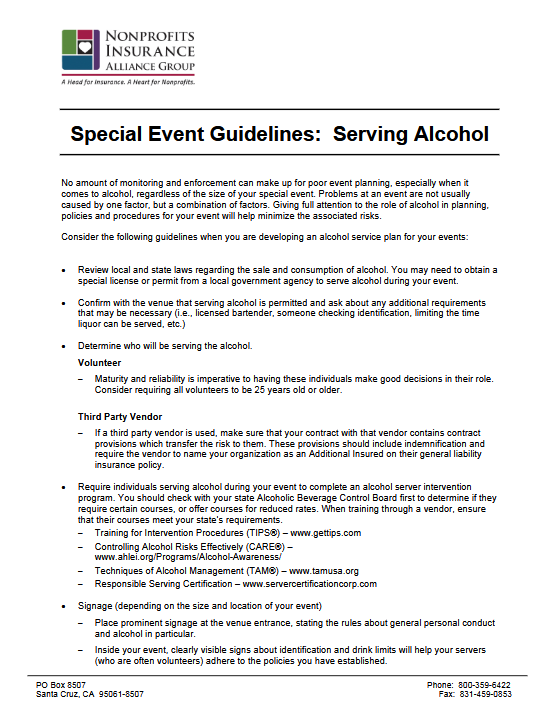 NONPROFITS
INSURANCE
ALLIANCE GROUP
A Head for Insurance. A Heart for Nonprofits.
Special Event Guidelines:  Serving Alcohol
No amount of monitoring and enforcement can make up for poor event planning, especially when it
comes to alcohol, regardless of the size of your special event. Problems at an event are not usually
caused by one factor, but a combination of factors. Giving full attention to the role of alcohol in planning,
policies and procedures for your event will help minimize the associated risks.
Consider the following guidelines when you are developing an alcohol service plan for your events:
• Review local and state laws regarding the sale and consumption of alcohol. You may need to obtain a
special license or permit from a local government agency to serve alcohol during your event.
• Confirm with the venue that serving alcohol is permitted and ask about any additional requirements
that may be necessary (i.e., licensed bartender, someone checking identification, limiting the time
liquor can be served, etc.)
• Determine who will be serving the alcohol.
Volunteer
– Maturity and reliability is imperative to having these individuals make good decisions in their role.
Consider requiring all volunteers to be 25 years old or older.
Third Party Vendor
– If a third party vendor is used, make sure that your contract with that vendor contains contract
provisions which transfer the risk to them. These provisions should include indemnification and
require the vendor to name your organization as an Additional Insured on their general liability
insurance policy.
• Require individuals serving alcohol during your event to complete an alcohol server intervention
program. You should check with your state Alcoholic Beverage Control Board first to determine if they
require certain courses, or offer courses for reduced rates. When training through a vendor, ensure
that their courses meet your state's requirements.
– Training for Intervention Procedures (TIPS®) – www.gettips.com
– Controlling Alcohol Risks Effectively (CARE®) –
www.ahlei.org/Programs/Alcohol-Awareness/
– Techniques of Alcohol Management (TAM®) – www.tamusa.org
– Responsible Serving Certification – www.servercertificationcorp.com
• Signage (depending on the size and location of your event)
– Place prominent signage at the venue entrance, stating the rules about general personal conduct
and alcohol in particular.
– Inside your event, clearly visible signs about identification and drink limits will help your servers
(who are often volunteers) adhere to the policies you have established.
PO Box 8507 Phone: 800-359-6422
Santa Cruz, CA 95061-8507 Fax: 831-459-0853